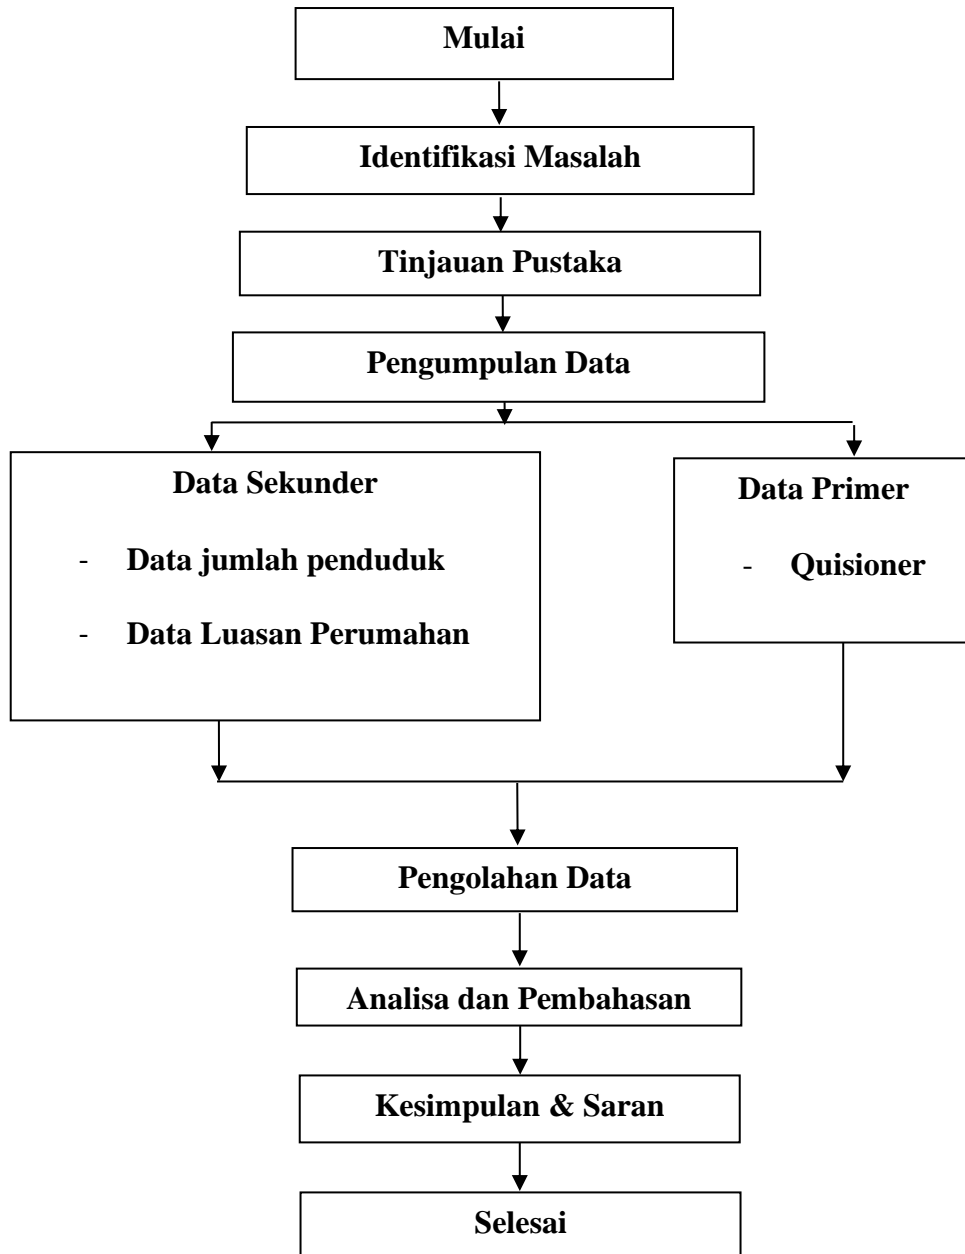 Mulai
Identifikasi Masalah
Tinjauan Pustaka
Pengumpulan Data
Data Sekunder
- Data jumlah penduduk
- Data Luasan Perumahan
Data Primer
- Quisioner
Pengolahan Data
Analisa dan Pembahasan
Kesimpulan & Saran
Selesai